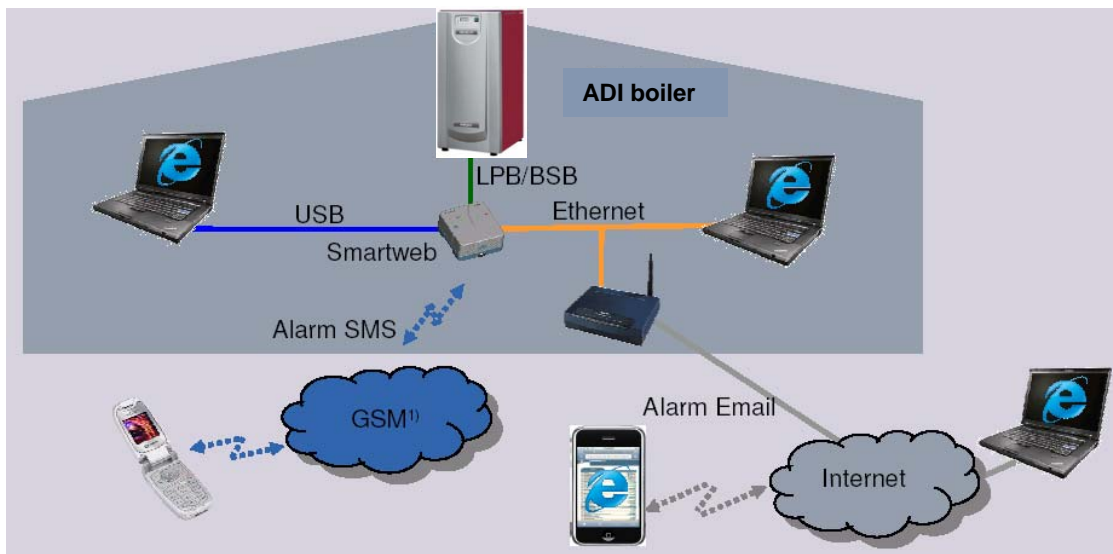 ADI boiler
LPB/BSB
USB
Ethernet
Smartweb
Alarm SMS
GSM¹⁾
Alarm Email
Internet